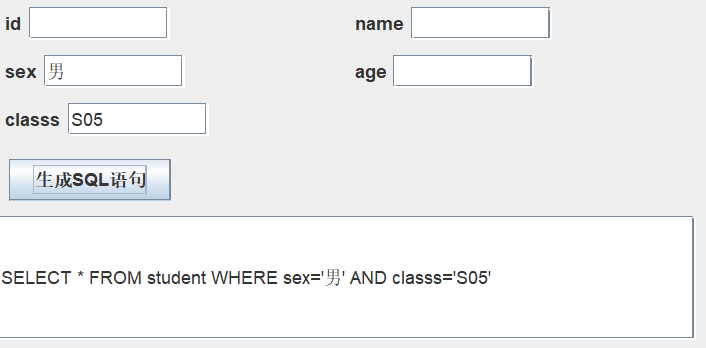 id name
sex 男 age
classs S05
生成SQL语句
SELECT * FROM student WHERE sex='男' AND classs='S05'